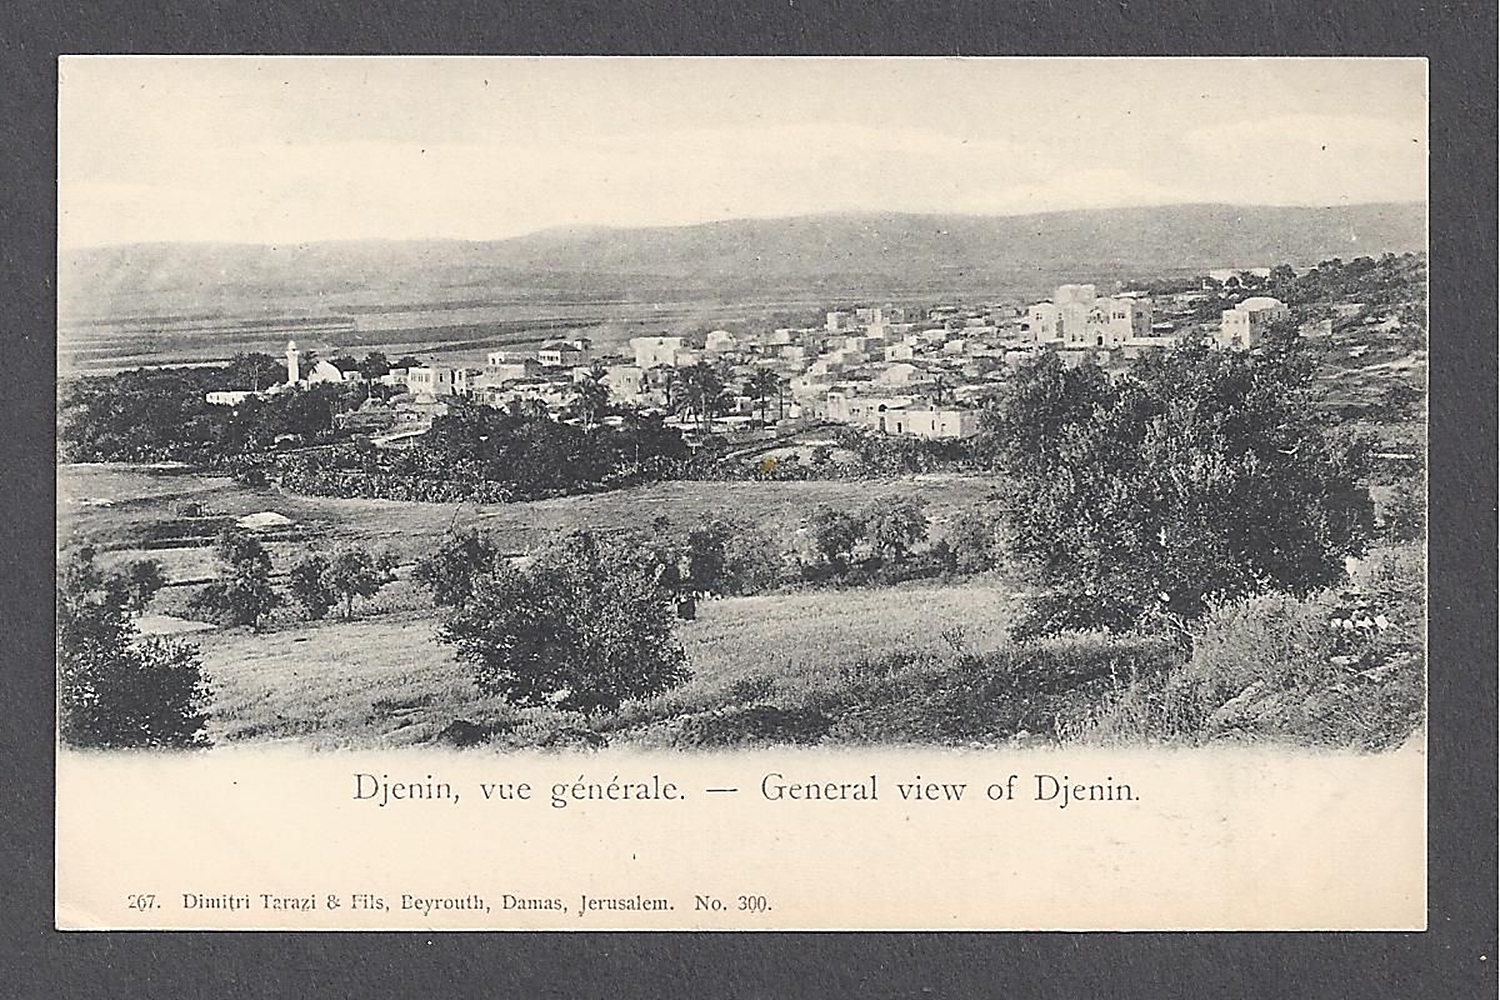 Djenin, vue générale. — General view of Djenin.
267. Dimitri Tarazi & Fils, Beyrouth, Damas, Jerusalem. No. 300.